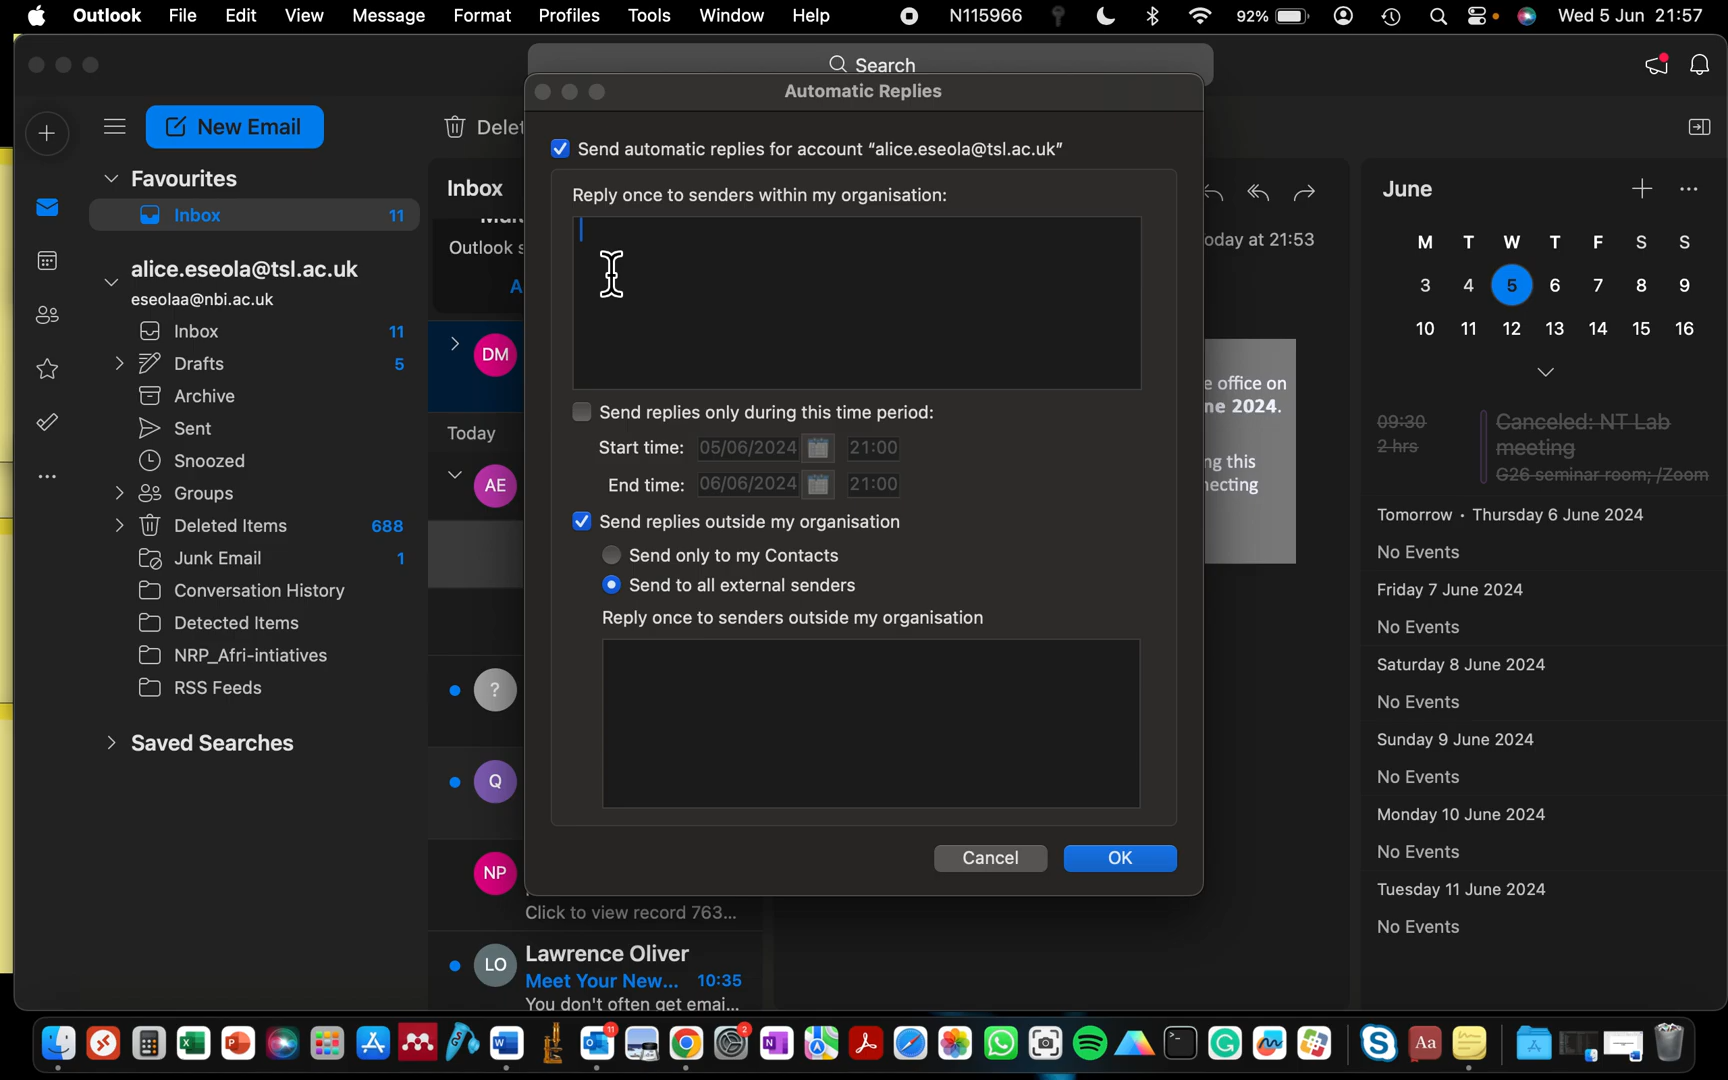 Outlook File Edit View Message Format Profiles Tools Window Help N115966 92% Wed 5 Jun 21:57
Search
Automatic Replies
New Email
Favourites
Inbox 11
alice.eseola@tsl.ac.uk
eseolaa@nbi.ac.uk
Inbox 11
Drafts 5
Archive
Sent
Snoozed
Groups
Deleted Items 688
Junk Email 1
Conversation History
Detected Items
NRP_Afri-intiatives
RSS Feeds
Saved Searches
Inbox
Outlook
DM
Today
AE
?
Q
NP
Click to view record 763...
LO Lawrence Oliver
Meet Your New... 10:35
You don't often get emai...
Send automatic replies for account “alice.eseola@tsl.ac.uk”
Reply once to senders within my organisation:
Send replies only during this time period:
Start time: 05/06/2024 21:00
End time: 06/06/2024 21:00
Send replies outside my organisation
Send only to my Contacts
Send to all external senders
Reply once to senders outside my organisation
Cancel OK
oday at 21:53
e office on
ne 2024.
ng this
necting
June
M T W T F S S
3 4 5 6 7 8 9
10 11 12 13 14 15 16
09:30 Canceled: NT Lab
2 hrs meeting
G26 seminar room; /Zoom
Tomorrow • Thursday 6 June 2024
No Events
Friday 7 June 2024
No Events
Saturday 8 June 2024
No Events
Sunday 9 June 2024
No Events
Monday 10 June 2024
No Events
Tuesday 11 June 2024
No Events